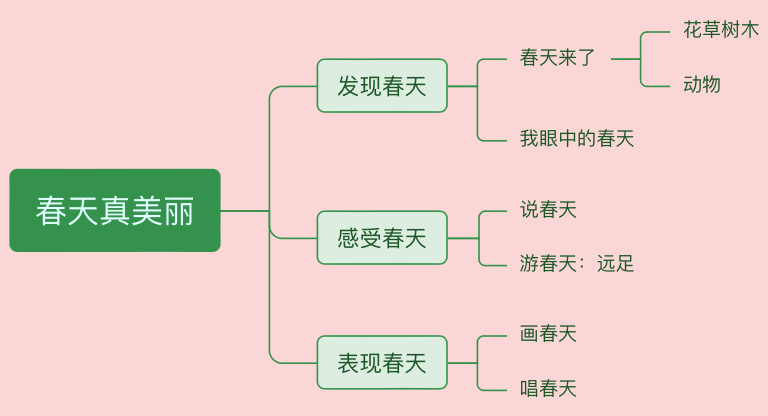 春天真美丽
发现春天
春天来了
花草树木
动物
我眼中的春天
感受春天
说春天
游春天：远足
表现春天
画春天
唱春天